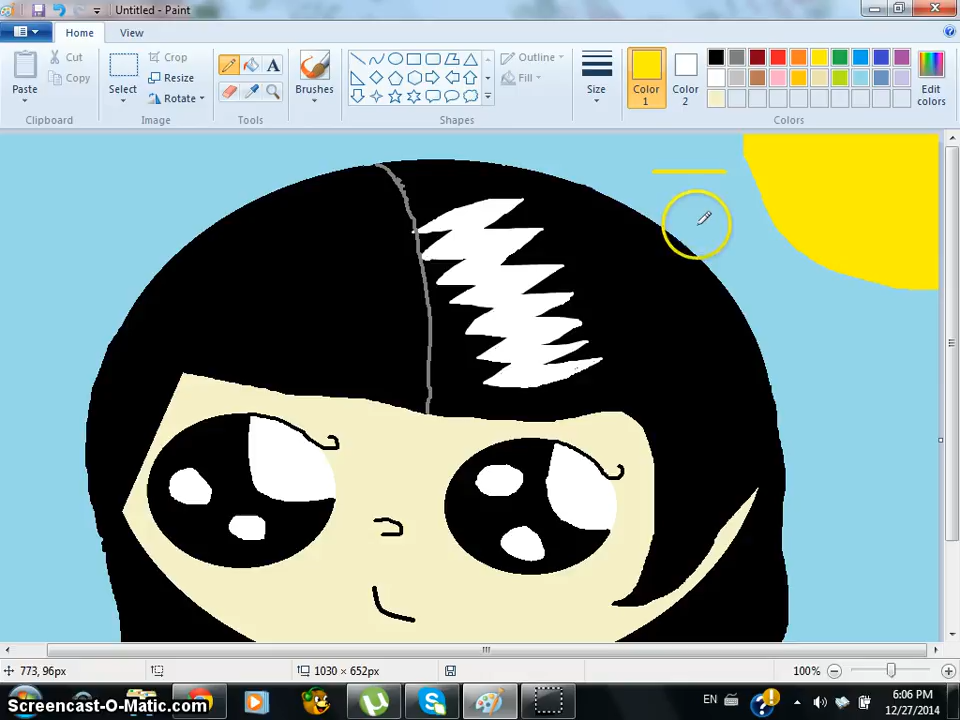 Untitled - Paint
Home
View
Paste
Cut
Copy
Clipboard
Select
Crop
Resize
Rotate
Image
A
Tools
Brushes
Outline
Fill
Shapes
Size
Color 1
Color 2
Edit colors
Colors
773, 96px
1030 × 652px
100%
EN
6:06 PM
12/27/2014
Screencast-O-Matic.com